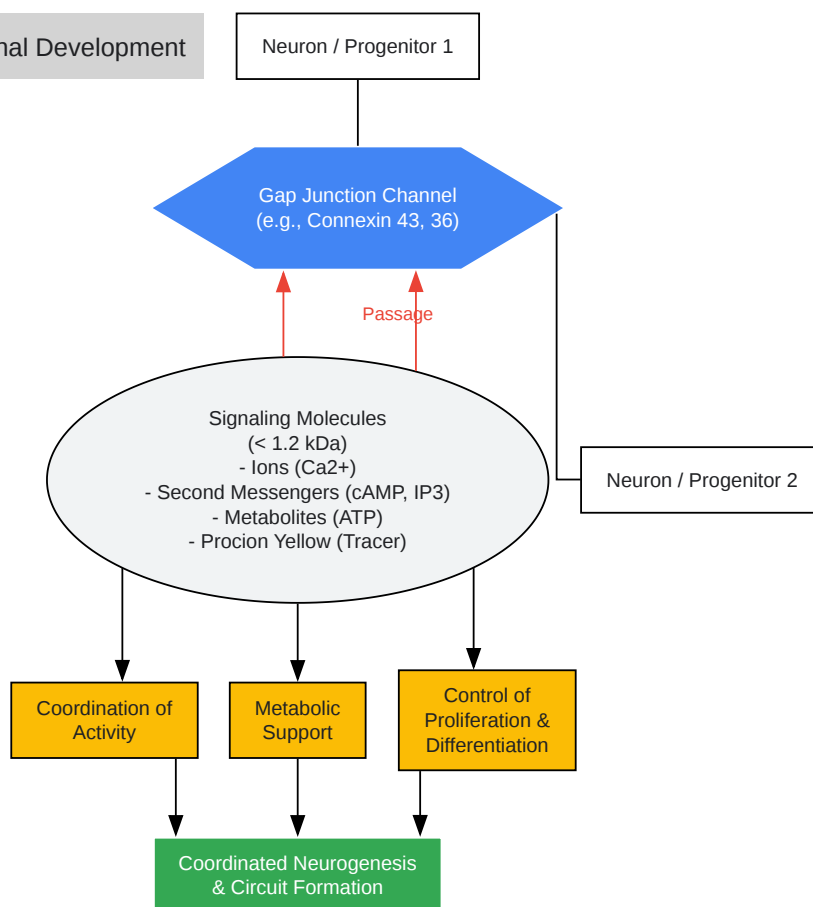 Development
Neuron / Progenitor 1
Gap Junction Channel
(e.g., Connexin 43, 36)
Passage
Signaling Molecules
(< 1.2 kDa)
- Ions (Ca2+)
- Second Messengers (cAMP, IP3)
- Metabolites (ATP)
- Procion Yellow (Tracer)
Neuron / Progenitor 2
Coordination of
Activity
Metabolic
Support
Control of
Proliferation &
Differentiation
Coordinated Neurogenesis
& Circuit Formation